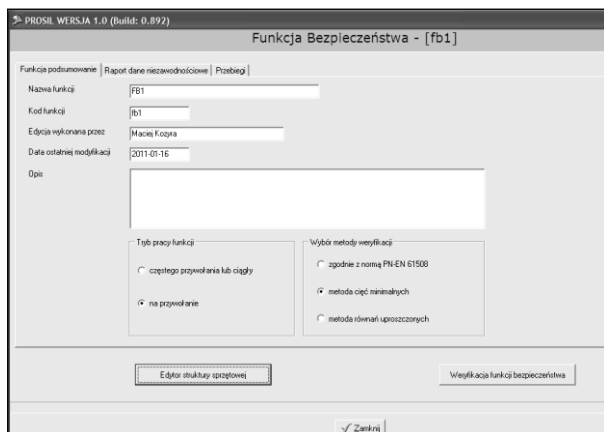 PROSIL WERSJA 1.0 (Build: 0.892)
Funkcja Bezpieczeństwa - [fb1]
Funkcja podsumowanie Raport dane niezawodnościowe Przebiegi
Nazwa funkcji FB1
Kod funkcji fb1
Edycja wykonana przez Maciej Kozyra
Data ostatniej modyfikacji 2011-01-16
Opis
Tryb pracy funkcji Wybór metody weryfikacji
częstego przywołania lub ciągły zgodnie z normą PN-EN 61508
na przywołanie metoda cięć minimalnych
metoda równań uproszczonych
Edytor struktury sprzętowej Weryfikacja funkcji bezpieczeństwa
Zamknij